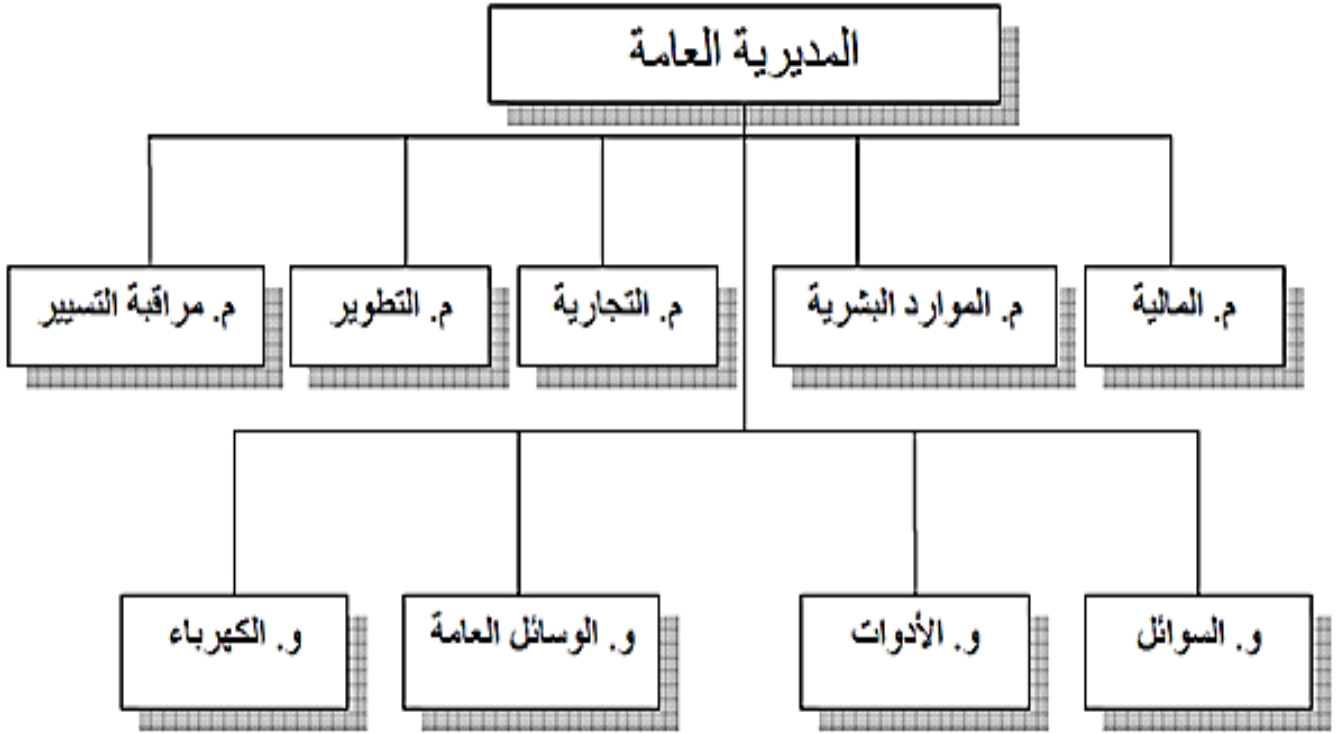 المديرية العامة
م. المالية
م. الموارد البشرية
م. التجارية
م. التطوير
م. مراقبة التسيير
و. السوائل
و. الأدوات
و. الوسائل العامة
و. الكهرباء